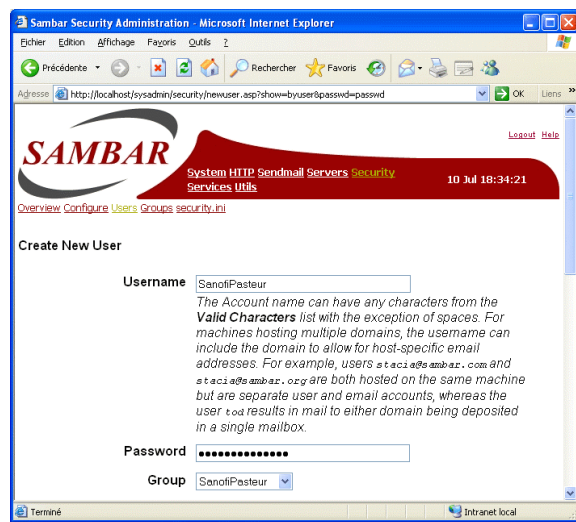 Sambar Security Administration - Microsoft Internet Explorer
Fichier Edition Affichage Favoris Outils ?
Précédente Rechercher Favoris
Adresse http://localhost/sysadmin/security/newuser.asp?show=byuser&passwd=passwd OK Liens »
Logout Help
SAMBAR
System HTTP Sendmail Servers Security
Services Utils
10 Jul 18:34:21
Overview Configure Users Groups security.ini
Create New User
Username SanofiPasteur
The Account name can have any characters from the
Valid Characters list with the exception of spaces. For
machines hosting multiple domains, the username can
include the domain to allow for host-specific email
addresses. For example, users stacia@sambar.com and
stacia@sambar.org are both hosted on the same machine
but are separate user and email accounts, whereas the
user tod results in mail to either domain being deposited
in a single mailbox.
Password ●●●●●●●●●●●●●●
Group SanofiPasteur
Terminé Intranet local